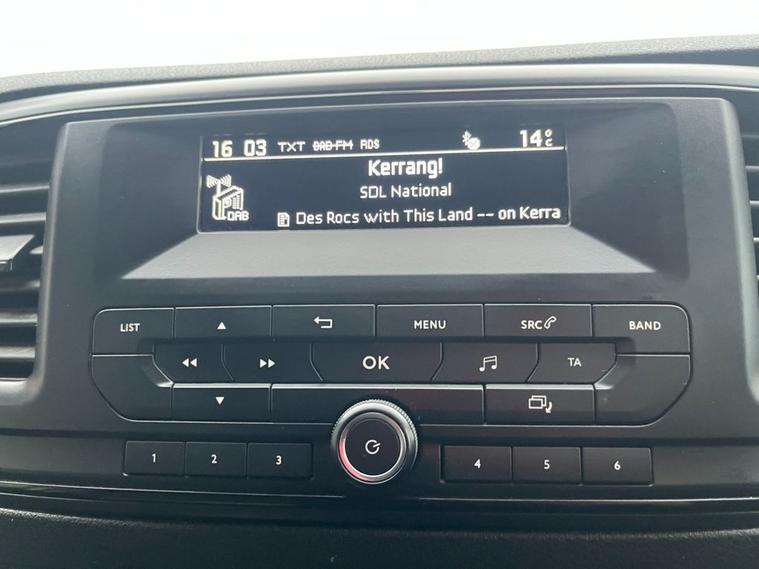 16 03 TXT DAB-FM RDS 14°C
Kerrang!
SDL National
DAB
Des Rocs with This Land -- on Kerra
LIST MENU SRC BAND
OK TA
1 2 3 4 5 6